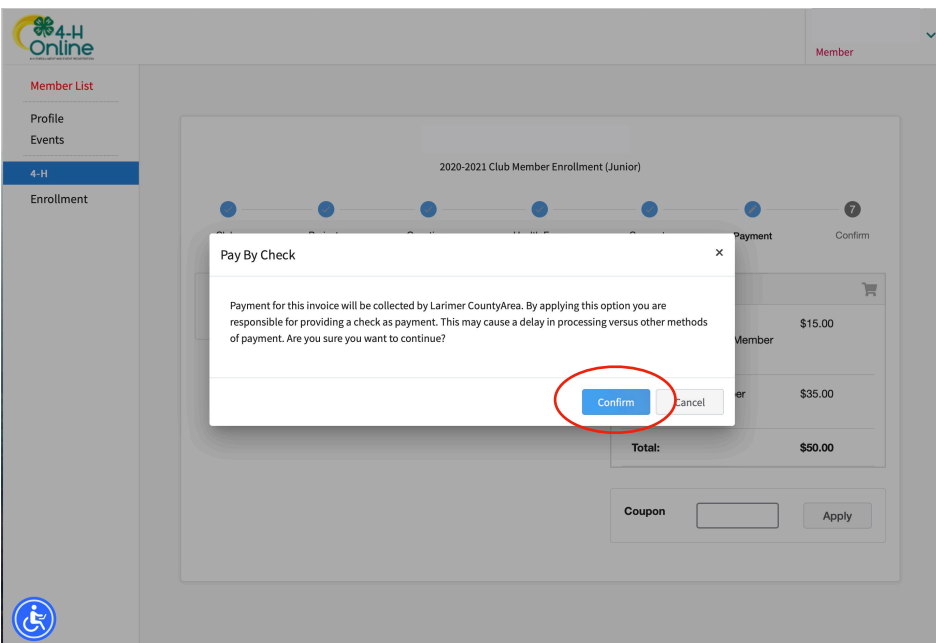 4-H
Online
Member
Member List
Profile
Events
4-H
Enrollment
2020-2021 Club Member Enrollment (Junior)
7
Payment
Confirm
Pay By Check
×
Payment for this invoice will be collected by Larimer CountyArea. By applying this option you are
responsible for providing a check as payment. This may cause a delay in processing versus other methods
of payment. Are you sure you want to continue?
Confirm
Cancel
$15.00
Member
$35.00
Total:
$50.00
Coupon
Apply